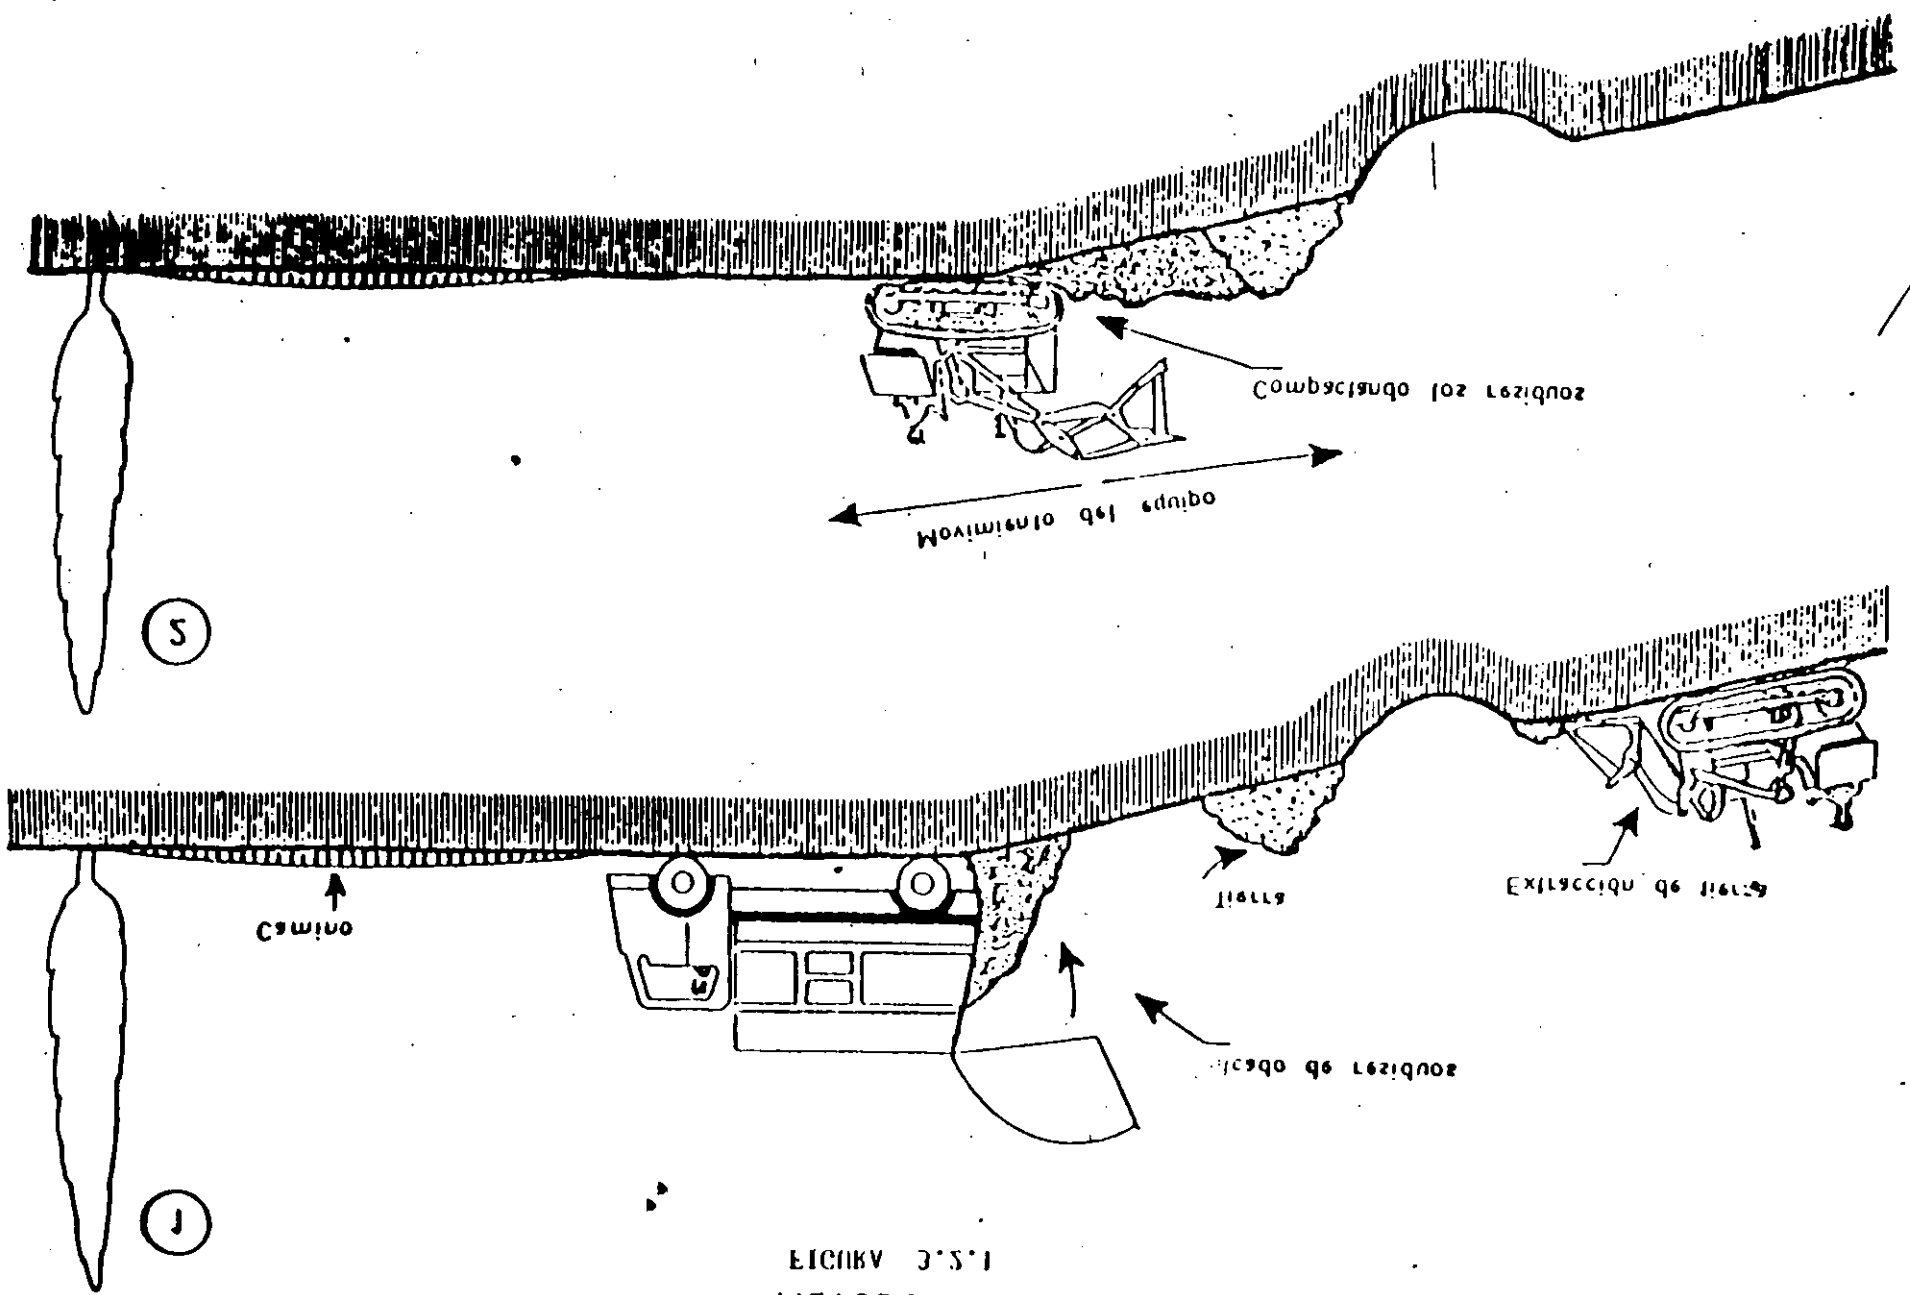 FIGURA 3.2.1
1
de residuos
Camino
Tierra
Extracción de tierra
2
Movimiento del equipo
Compactando los residuos